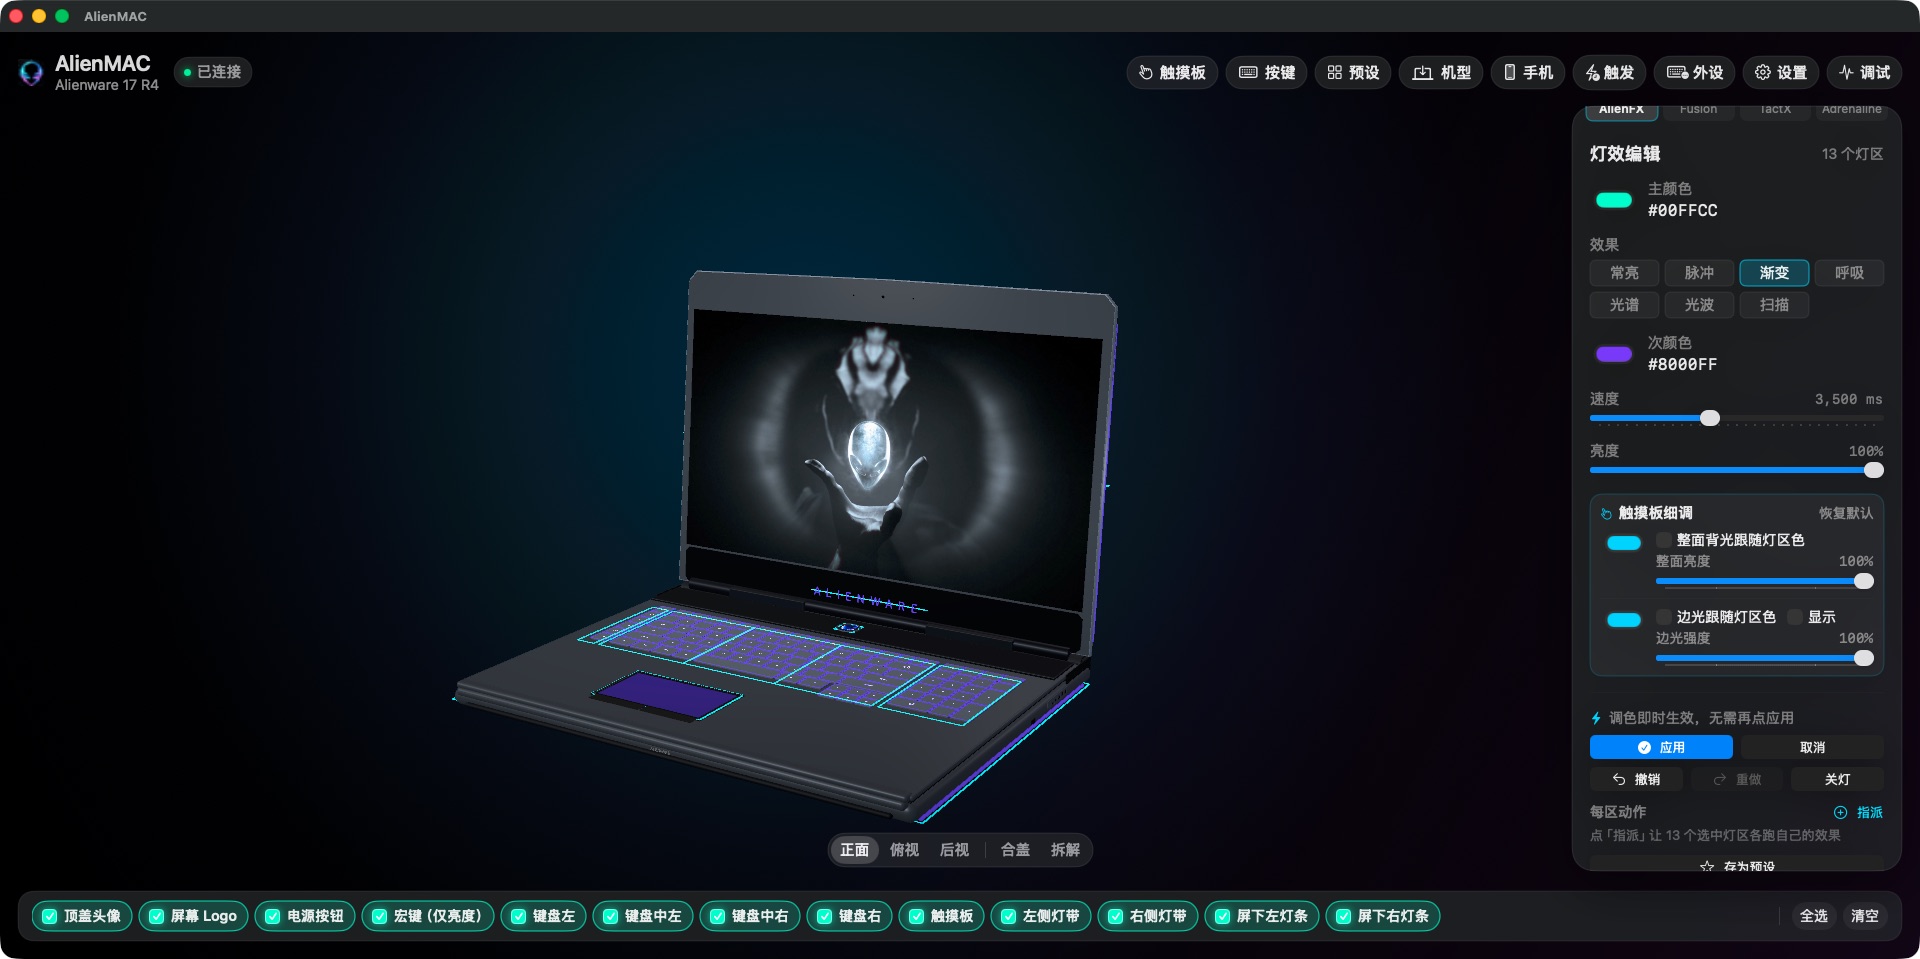 AlienMAC
AlienMAC
Alienware 17 R4
已连接
触摸板
按键
预设
机型
手机
触发
外设
设置
调试
AlienFX
Fusion
TactX
Adrenaline
灯效编辑
13 个灯区
主颜色
#00FFCC
效果
常亮
脉冲
渐变
呼吸
光谱
光波
扫描
次颜色
#8000FF
速度
3,500 ms
亮度
100%
触摸板细调
恢复默认
整面背光跟随灯区色
整面亮度
100%
边光跟随灯区色
显示
边光强度
100%
调色即时生效，无需再点应用
应用
取消
撤销
重做
关灯
每区动作
指派
点「指派」让 13 个选中灯区各跑自己的效果
存为预设
ALIENWARE
正面
俯视
后视
合盖
拆解
顶盖头像
屏幕 Logo
电源按钮
宏键（仅亮度）
键盘左
键盘中左
键盘中右
键盘右
触摸板
左侧灯带
右侧灯带
屏下左灯条
屏下右灯条
全选
清空